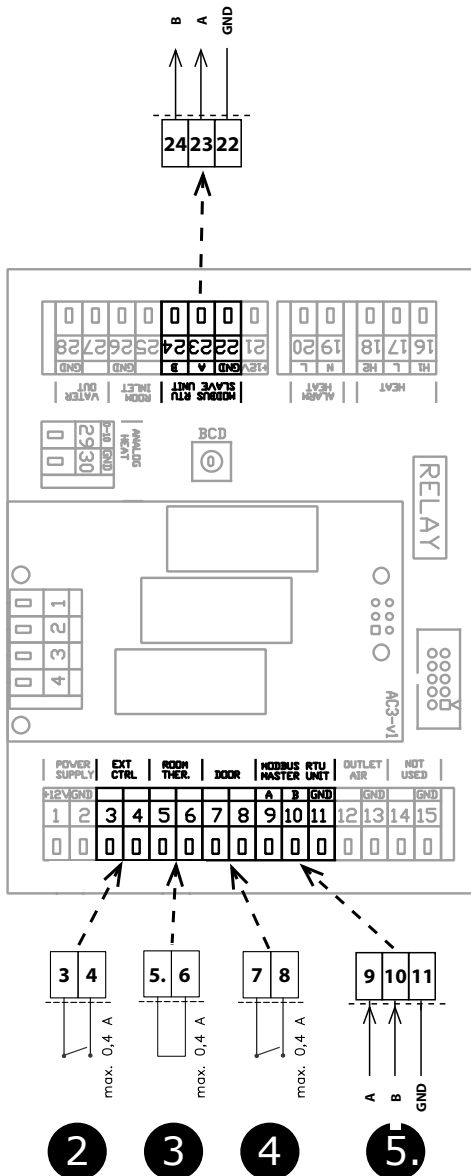 B A GND
24 23 22
28 27 26 25 24 23 22 21 20 19 18 17 16
GND GND B A GND +12V L N H2 L H1
WATER OUT
ROOM INLET
MODBUS RTU SLAVE UNIT
ALARM HEAT
HEAT
29 30
0-10 GND
ANALOG HEAT
BCD
RELAY
1
2
3
4
AC3-v1
POWER SUPPLY
EXT CTRL
ROOM THER.
DOOR
MODBUS RTU MASTER UNIT
OUTLET AIR
NOT USED
+12V GND A B GND GND
1 2 3 4 5 6 7 8 9 10 11 12 13 14 15
3 4
5. 6
7 8
9 10 11
max. 0,4 A
max. 0,4 A
max. 0,4 A
A B GND
2 3 4 5.